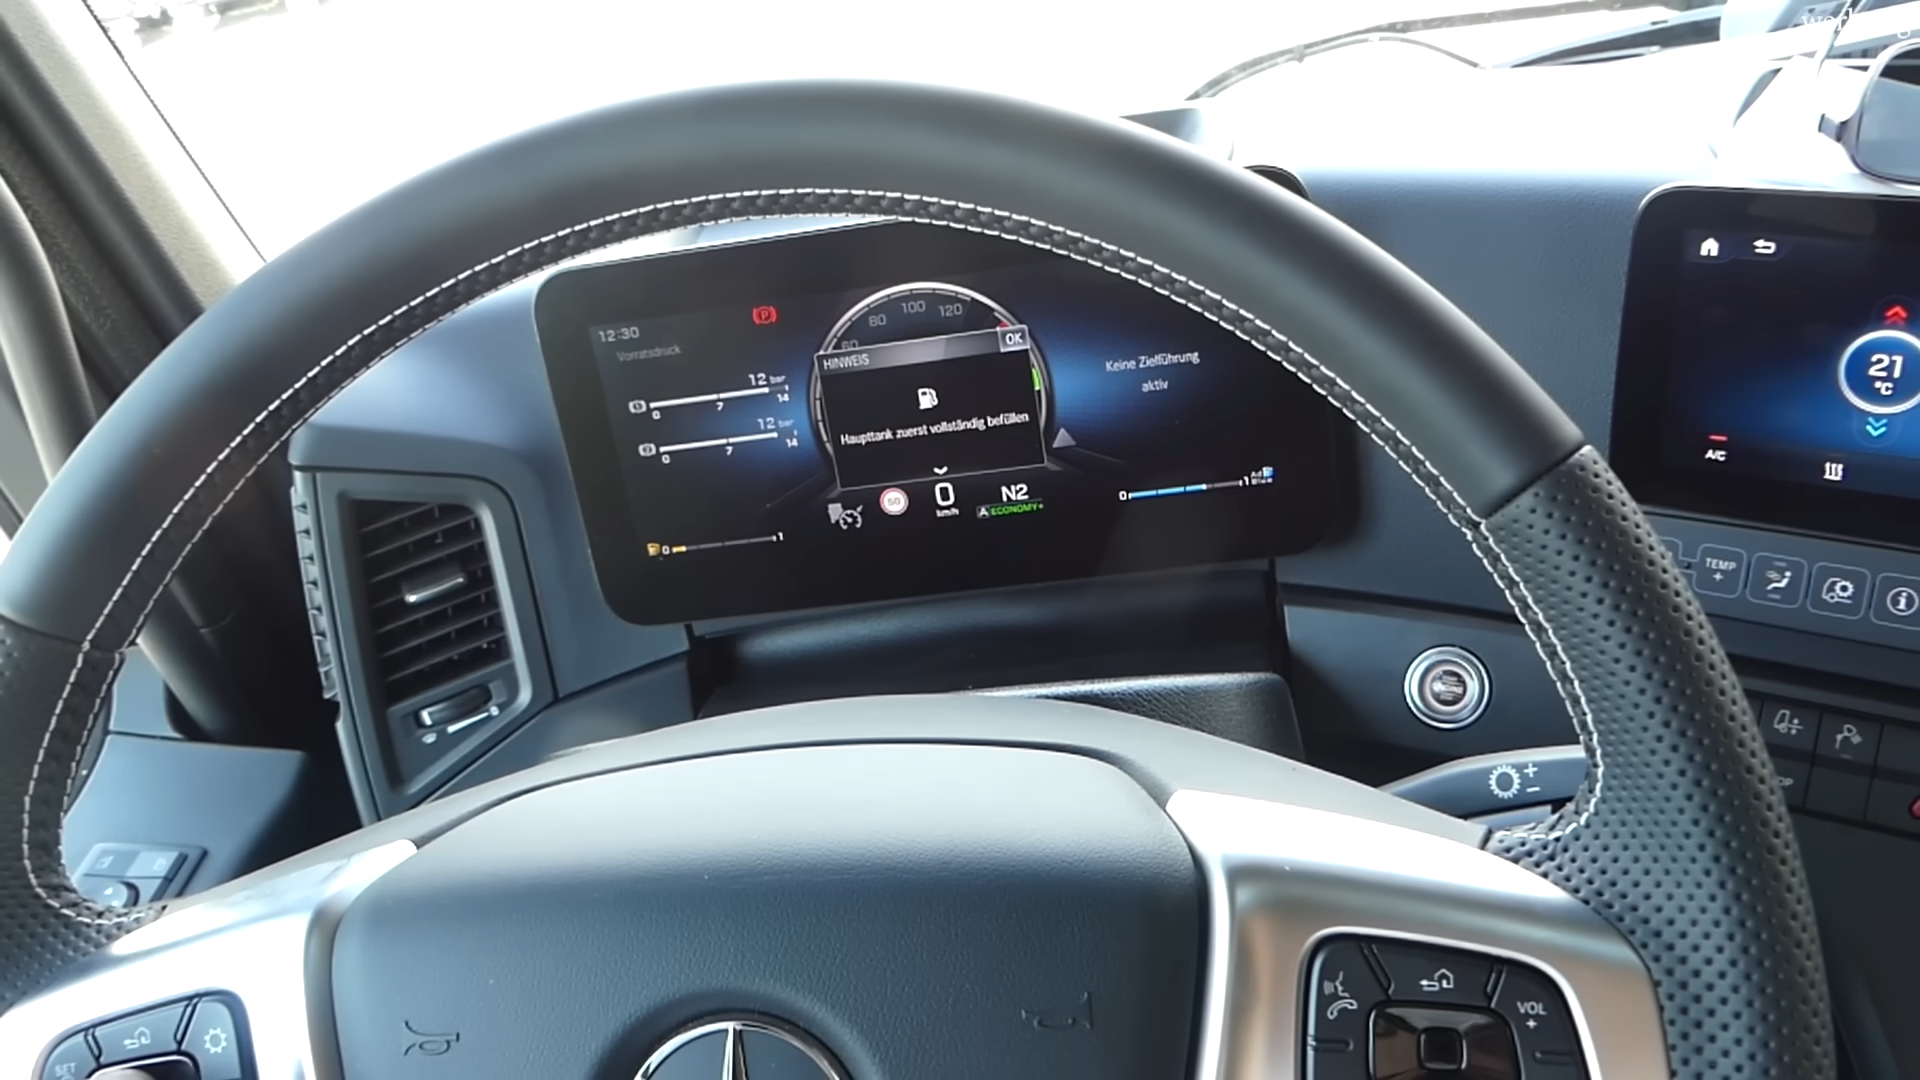 12:30
Vorratsdruck
12 bar
0 7 14
12 bar
0 7 14
0 1
60 80 100 120
HINWEIS
OK
Haupttank zuerst vollständig befüllen
50
0
km/h
N2
A ECONOMY+
Keine Zielführung
aktiv
0 1
AdBlue
21
°C
A/C
TEMP
+
SET
VOL
+